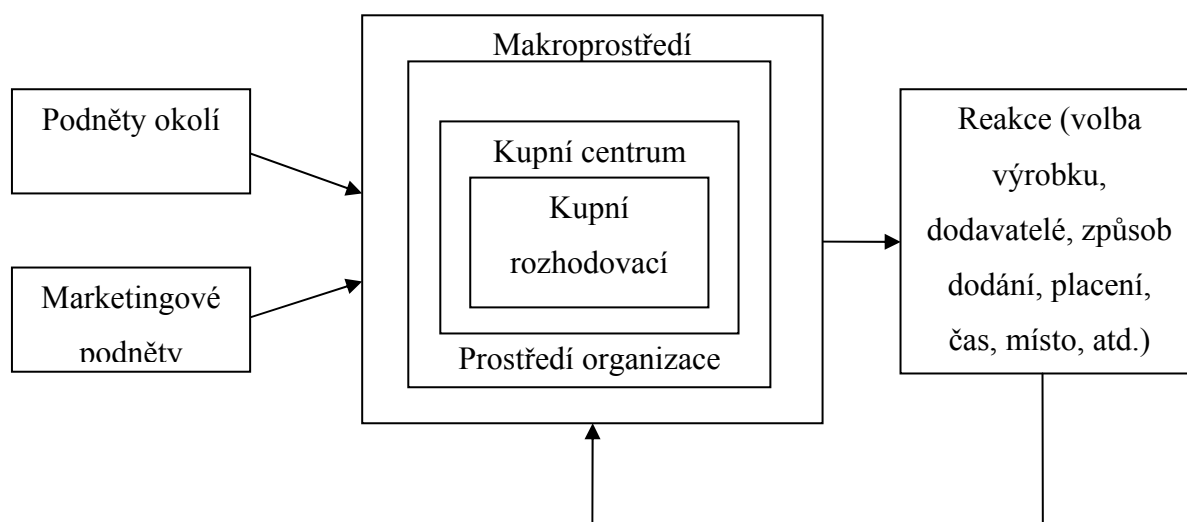 Podněty okolí
Marketingové
podněty
Makroprostředí
Kupní centrum
Kupní
rozhodovací
Prostředí organizace
Reakce (volba
výrobku,
dodavatelé, způsob
dodání, placení,
čas, místo, atd.)